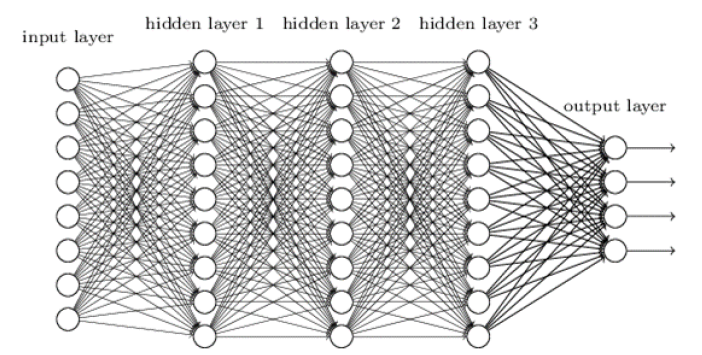 input layer
hidden layer 1
hidden layer 2
hidden layer 3
output layer